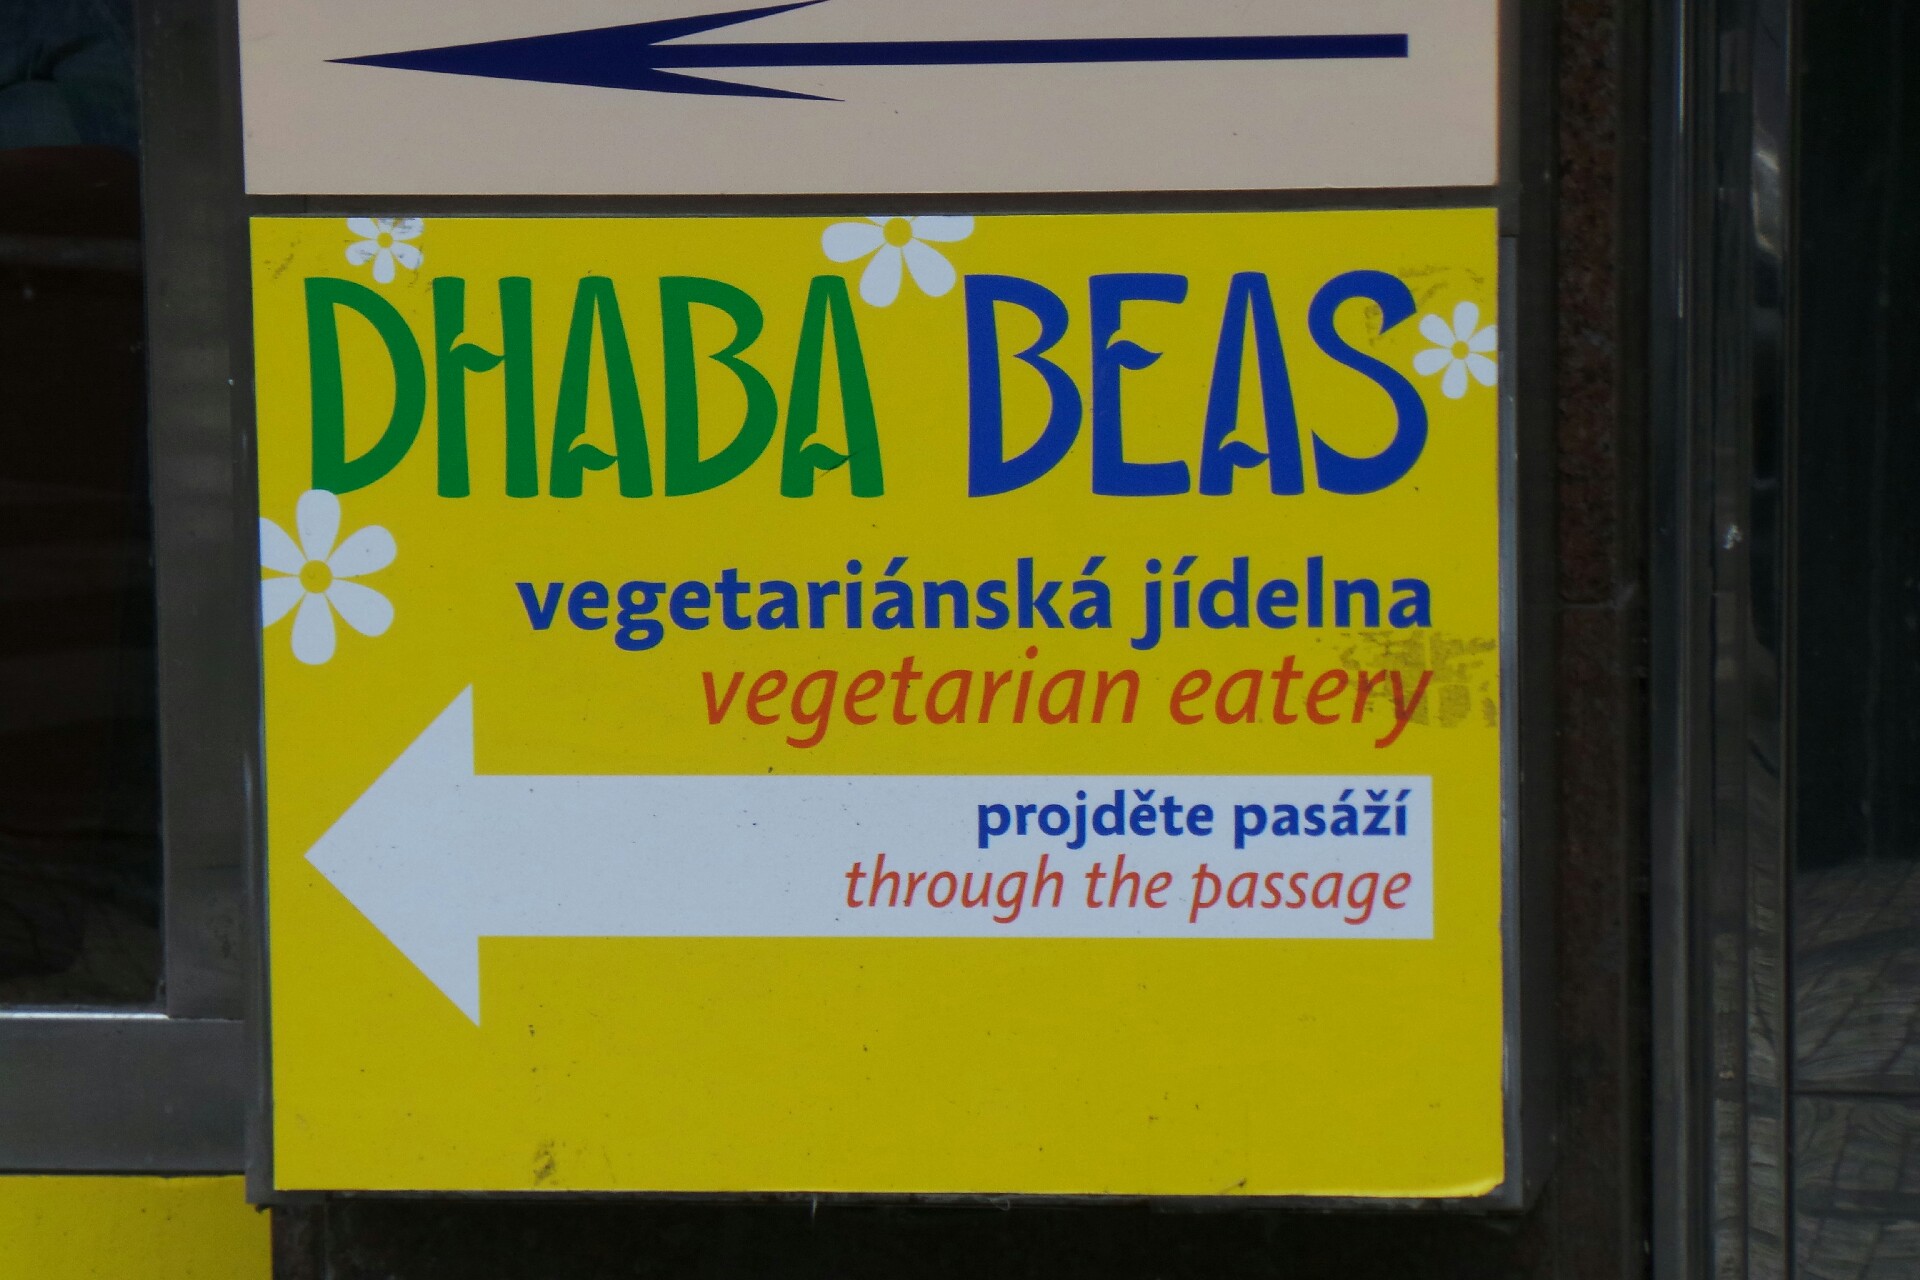 DHABA BEAS
vegetariánská jídelna
vegetarian eatery
projděte pasáží
through the passage